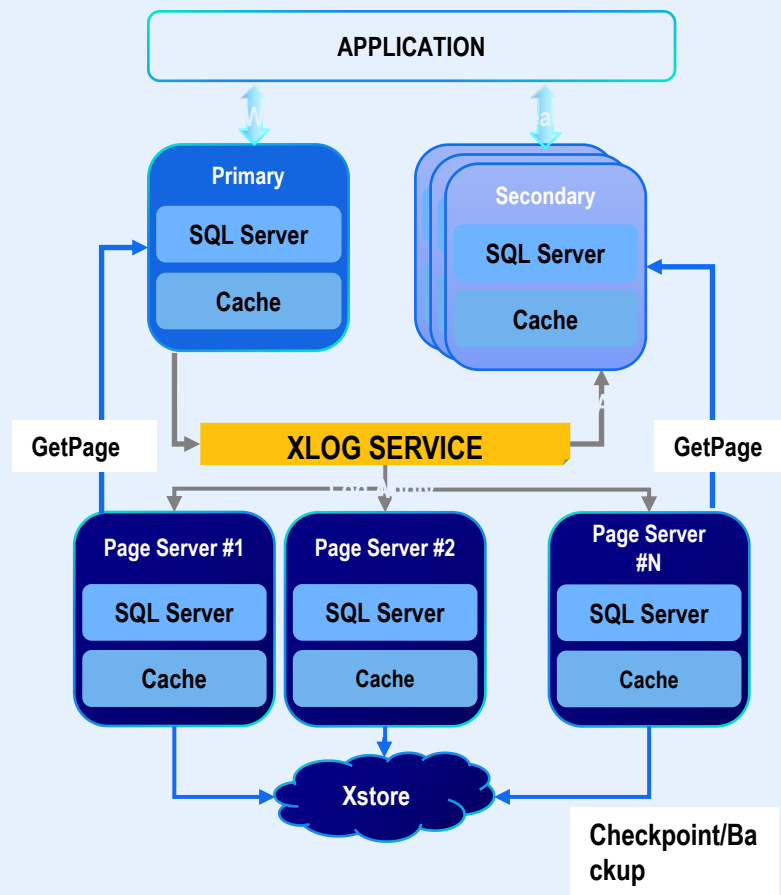 APPLICATION
Primary
SQL Server
Cache
Secondary
SQL Server
Cache
GetPage
XLOG SERVICE
GetPage
Page Server #1
SQL Server
Cache
Page Server #2
SQL Server
Cache
Page Server
#N
SQL Server
Cache
Xstore
Checkpoint/Ba
ckup